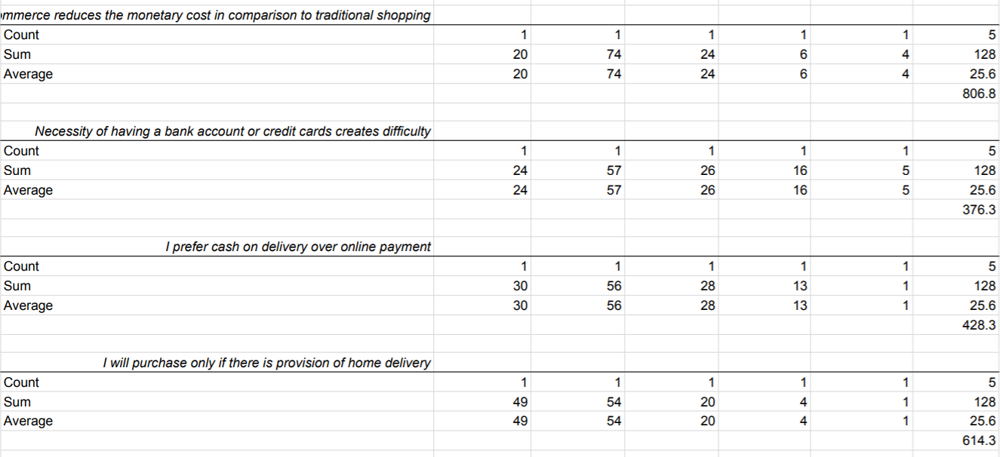 mmerce reduces the monetary cost in comparison to traditional shopping
Count 1 1 1 1 1 5
Sum 20 74 24 6 4 128
Average 20 74 24 6 4 25.6
806.8
Necessity of having a bank account or credit cards creates difficulty
Count 1 1 1 1 1 5
Sum 24 57 26 16 5 128
Average 24 57 26 16 5 25.6
376.3
I prefer cash on delivery over online payment
Count 1 1 1 1 1 5
Sum 30 56 28 13 1 128
Average 30 56 28 13 1 25.6
428.3
I will purchase only if there is provision of home delivery
Count 1 1 1 1 1 5
Sum 49 54 20 4 1 128
Average 49 54 20 4 1 25.6
614.3